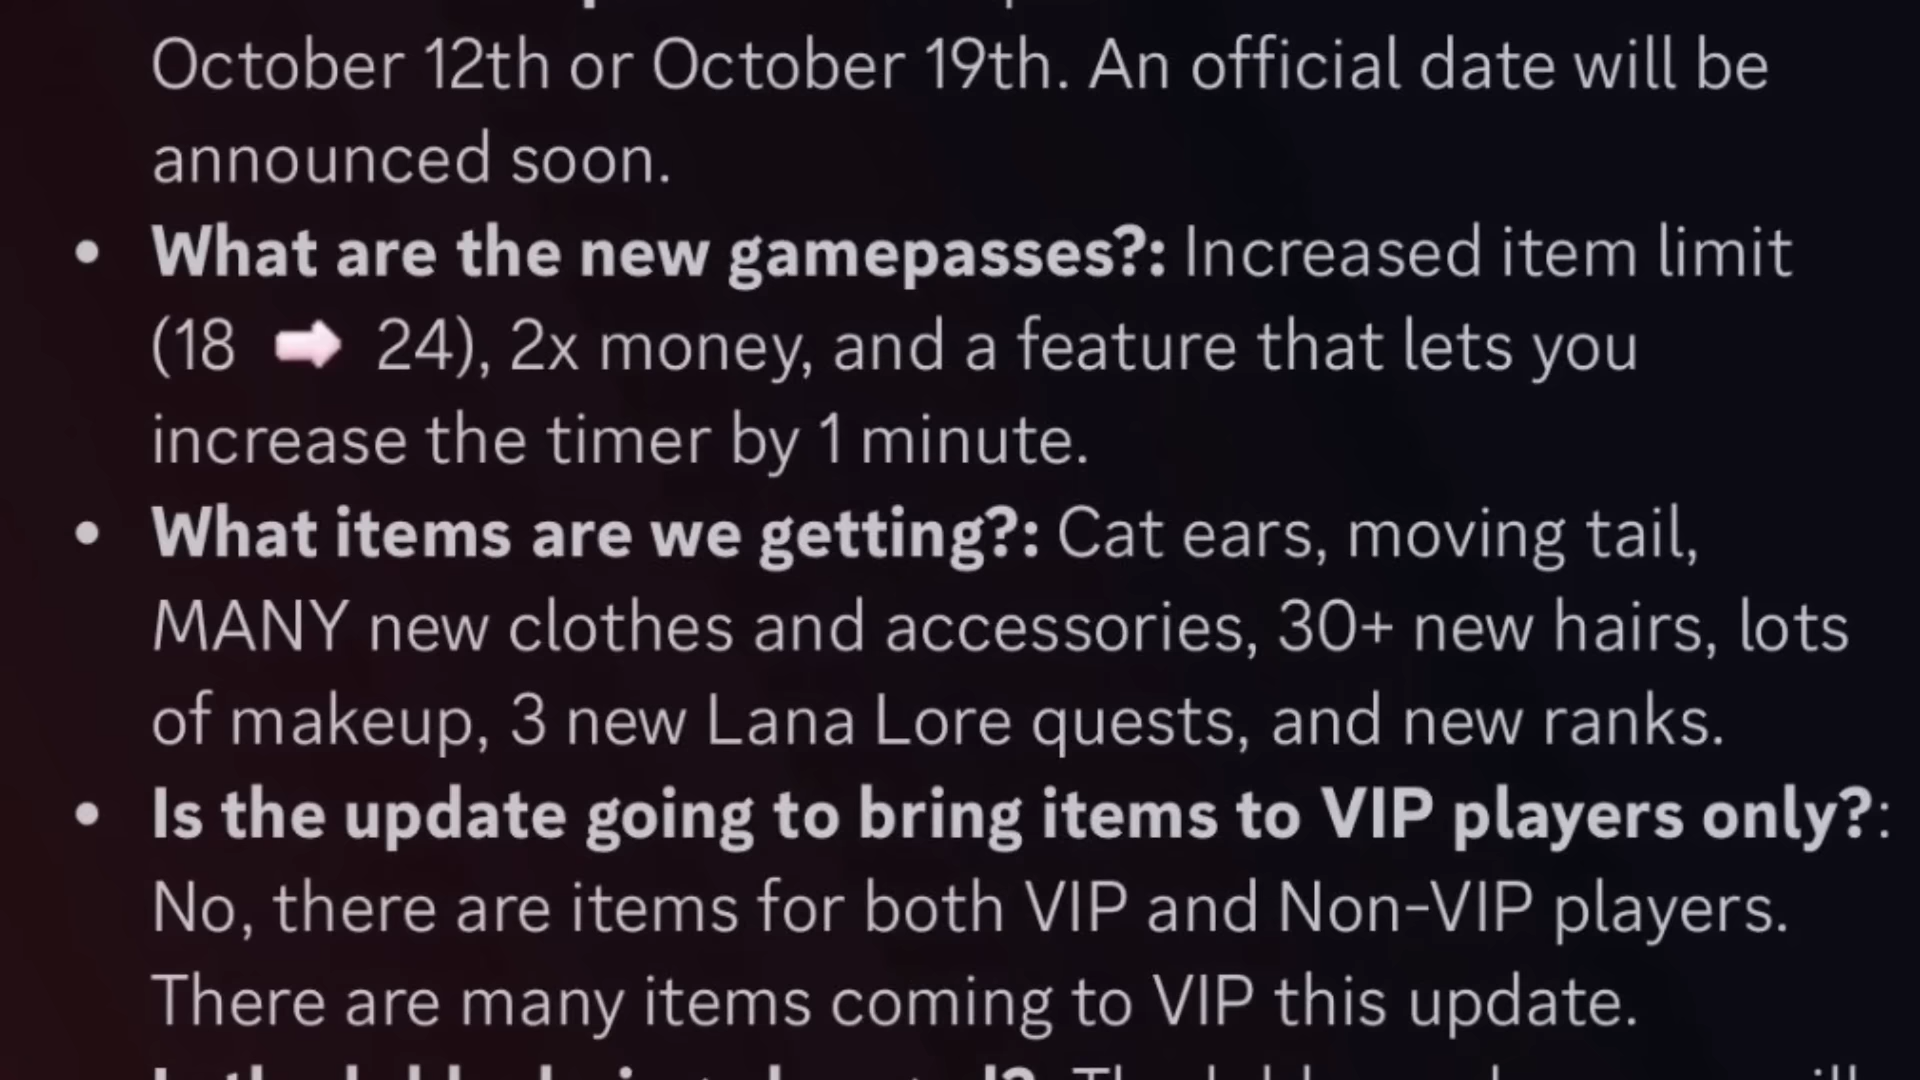 October 12th or October 19th. An official date will be
announced soon.
• What are the new gamepasses?: Increased item limit
(18 ➡ 24), 2x money, and a feature that lets you
increase the timer by 1 minute.
• What items are we getting?: Cat ears, moving tail,
MANY new clothes and accessories, 30+ new hairs, lots
of makeup, 3 new Lana Lore quests, and new ranks.
• Is the update going to bring items to VIP players only?:
No, there are items for both VIP and Non-VIP players.
There are many items coming to VIP this update.